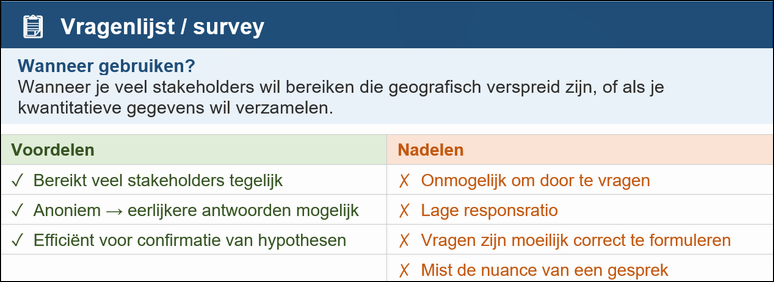 Vragenlijst / survey
Wanneer gebruiken?
Wanneer je veel stakeholders wil bereiken die geografisch verspreid zijn, of als je
kwantitatieve gegevens wil verzamelen.
Voordelen
Nadelen
✓ Bereikt veel stakeholders tegelijk
✗ Onmogelijk om door te vragen
✓ Anoniem → eerlijkere antwoorden mogelijk
✗ Lage responsratio
✓ Efficiënt voor confirmatie van hypothesen
✗ Vragen zijn moeilijk correct te formuleren
✗ Mist de nuance van een gesprek